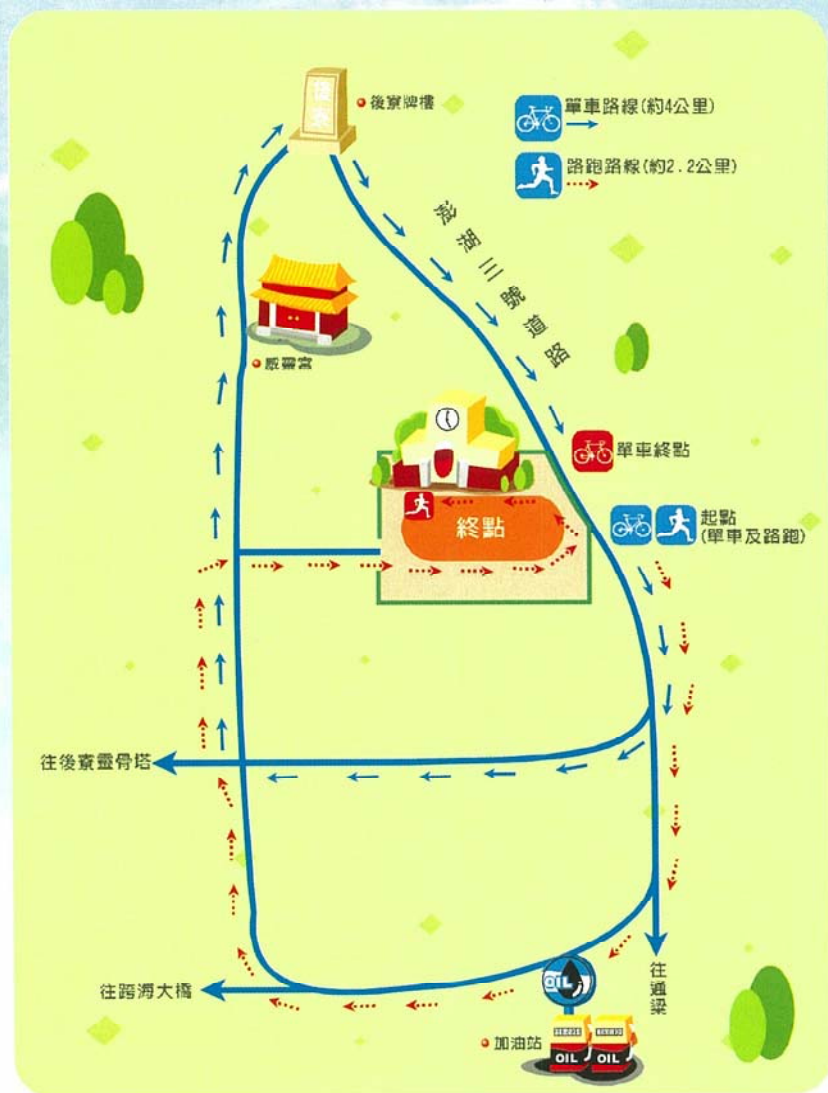 後寮
後寮牌樓
單車路線(約4公里)
路跑路線(約2.2公里)
澎湖三號道路
威靈宮
單車終點
起點
(單車及路跑)
終點
往後寮靈骨塔
往跨海大橋
往通梁
OIL
加油站
OIL
OIL